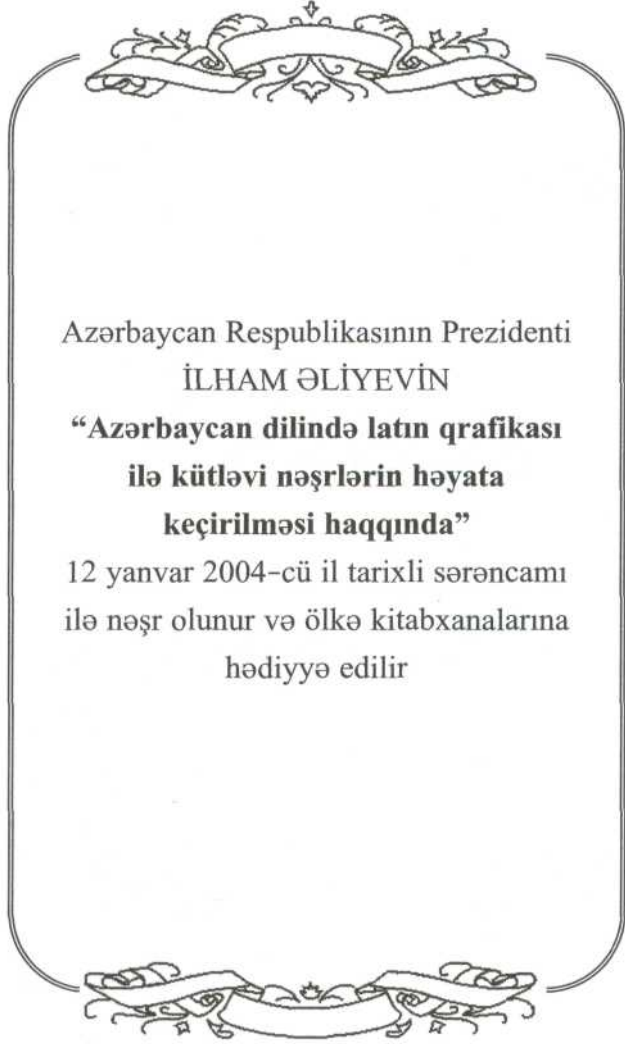 Azərbaycan Respublikasının Prezidenti
İLHAM ƏLİYEVİN
“Azərbaycan dilində latın qrafikası
ilə kütləvi nəşrlərin həyata
keçirilməsi haqqında”
12 yanvar 2004-cü il tarixli sərəncamı
ilə nəşr olunur və ölkə kitabxanalarına
hədiyyə edilir